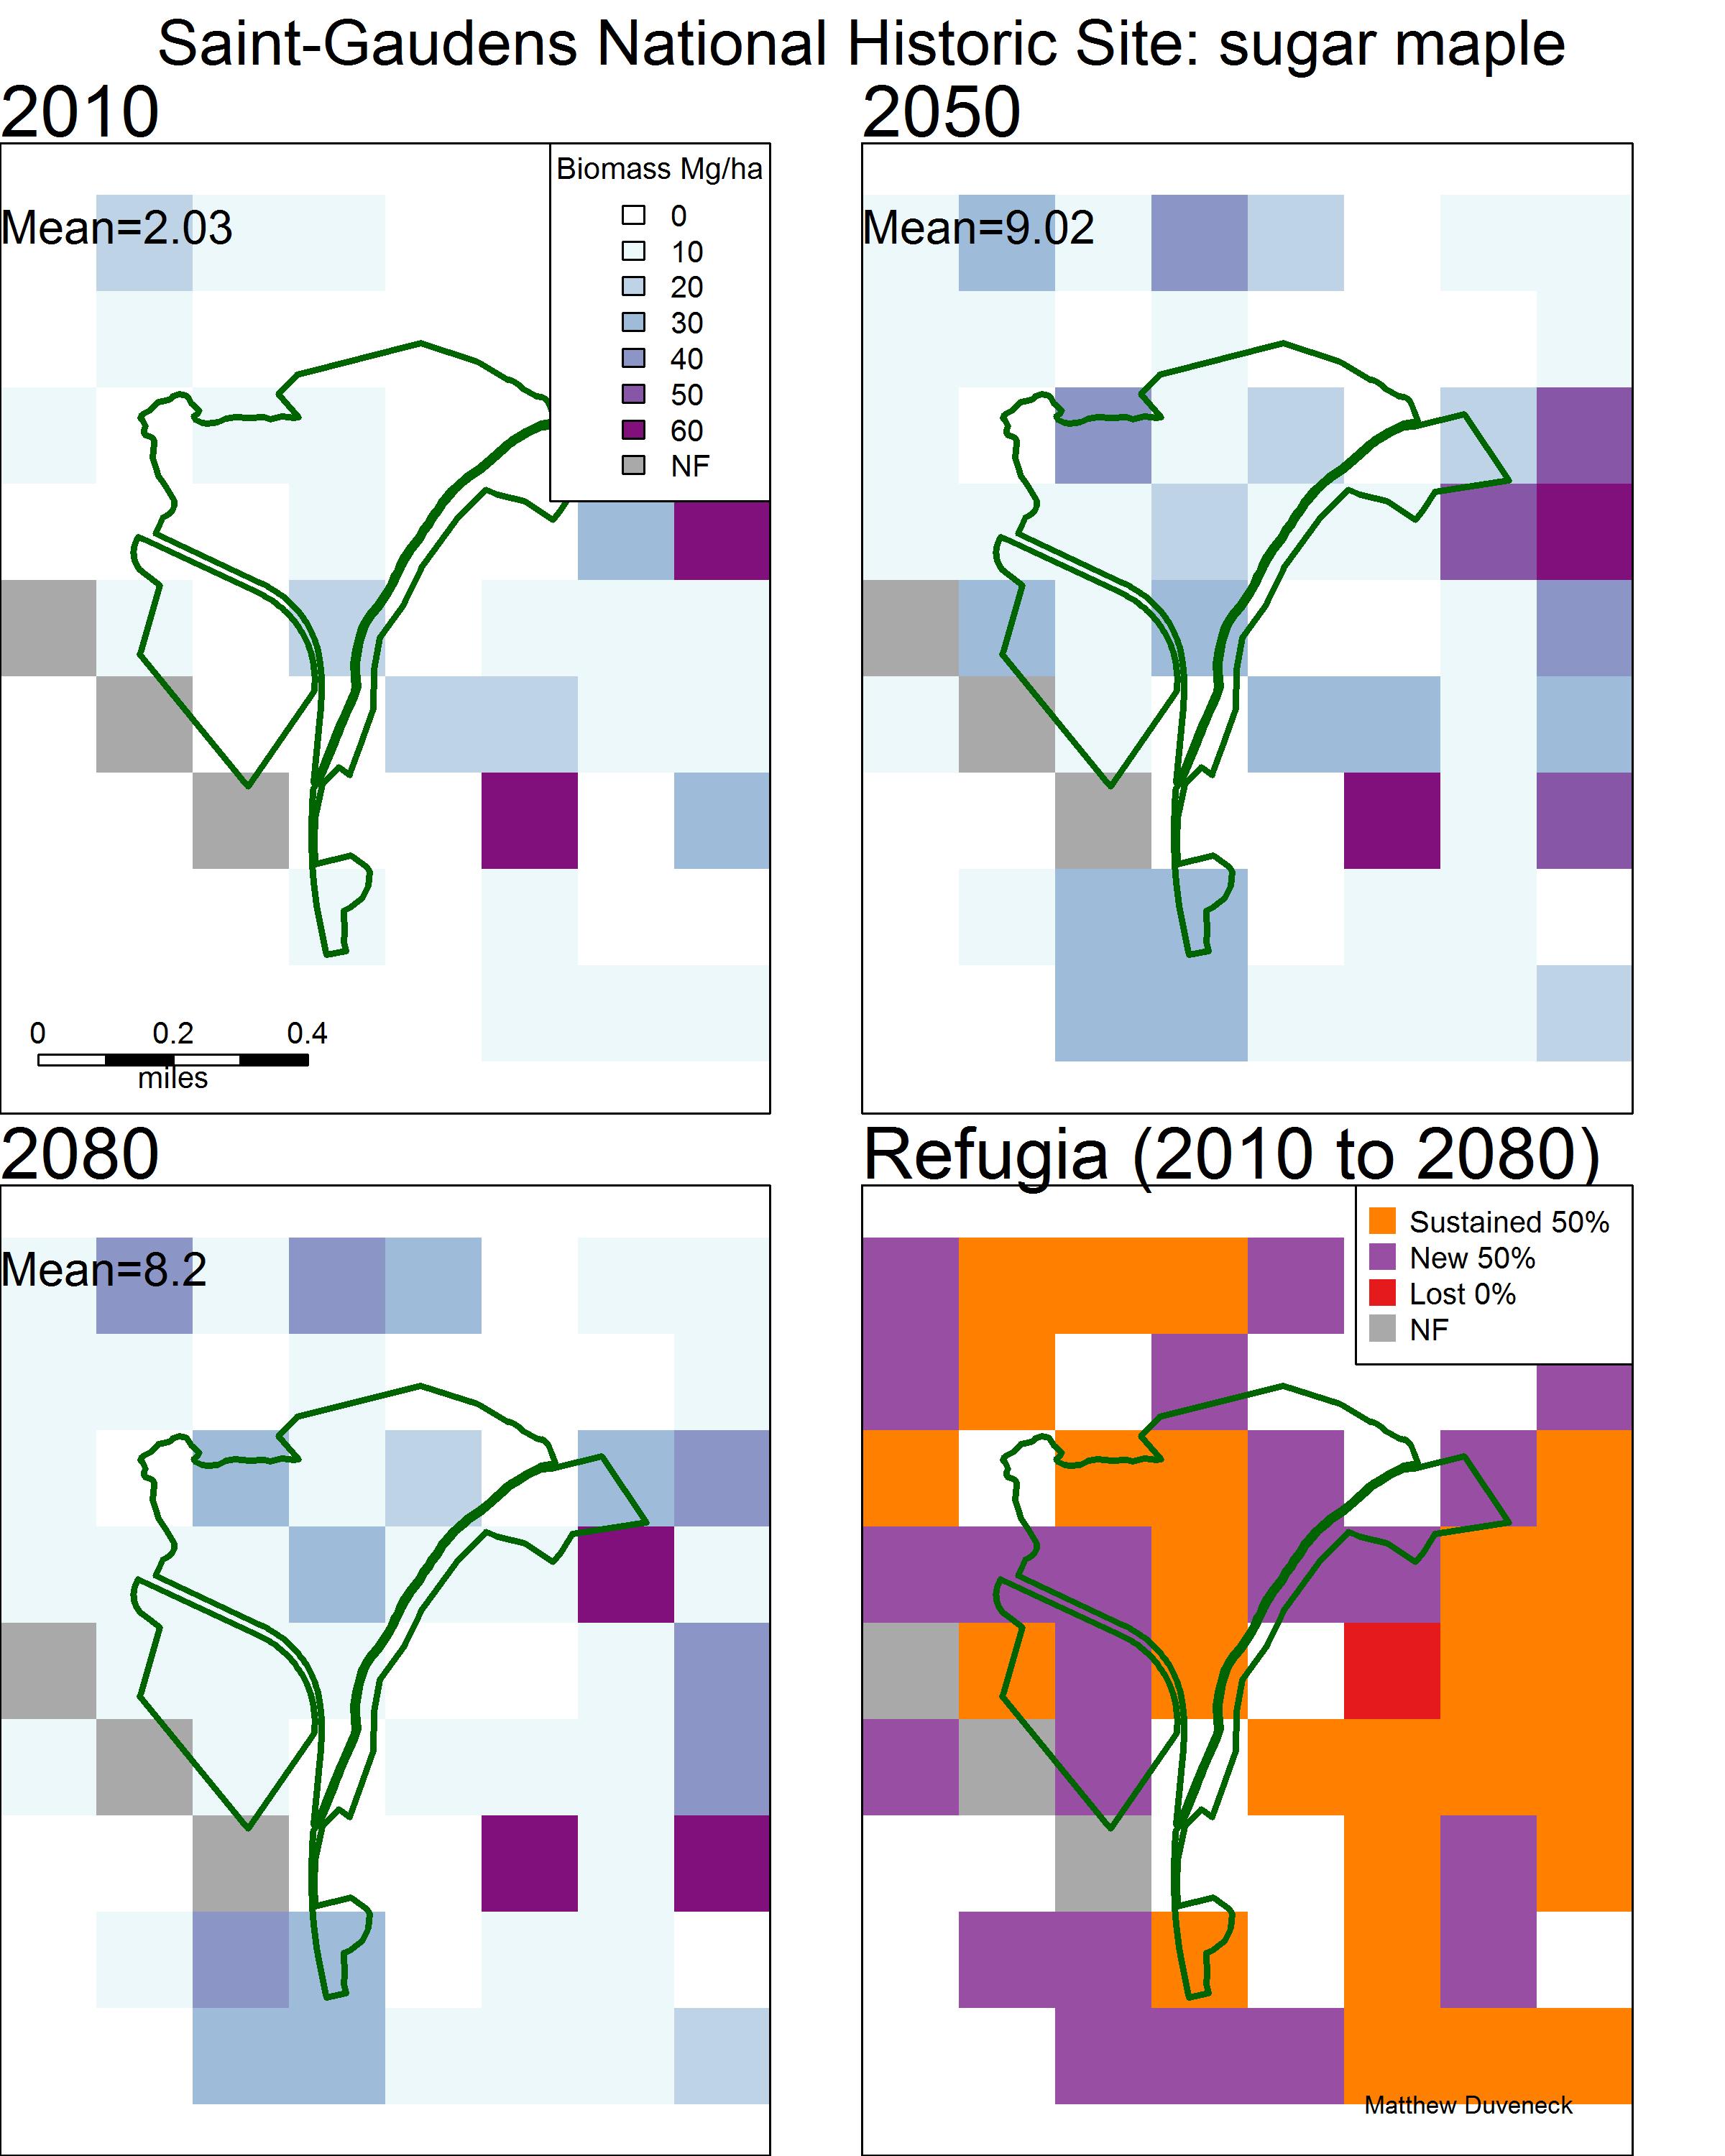 Saint-Gaudens National Historic Site: sugar maple
2010
Mean=2.03
Biomass Mg/ha
0
10
20
30
40
50
60
NF
0 0.2 0.4
miles
2050
Mean=9.02
2080
Mean=8.2
Refugia (2010 to 2080)
Sustained 50%
New 50%
Lost 0%
NF
Matthew Duveneck